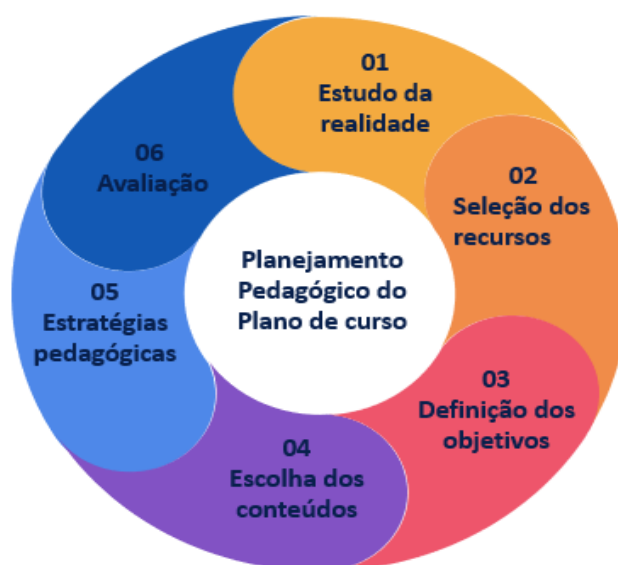 01
Estudo da
realidade
02
Seleção dos
recursos
03
Definição dos
objetivos
04
Escolha dos
conteúdos
05
Estratégias
pedagógicas
06
Avaliação
Planejamento
Pedagógico do
Plano de curso